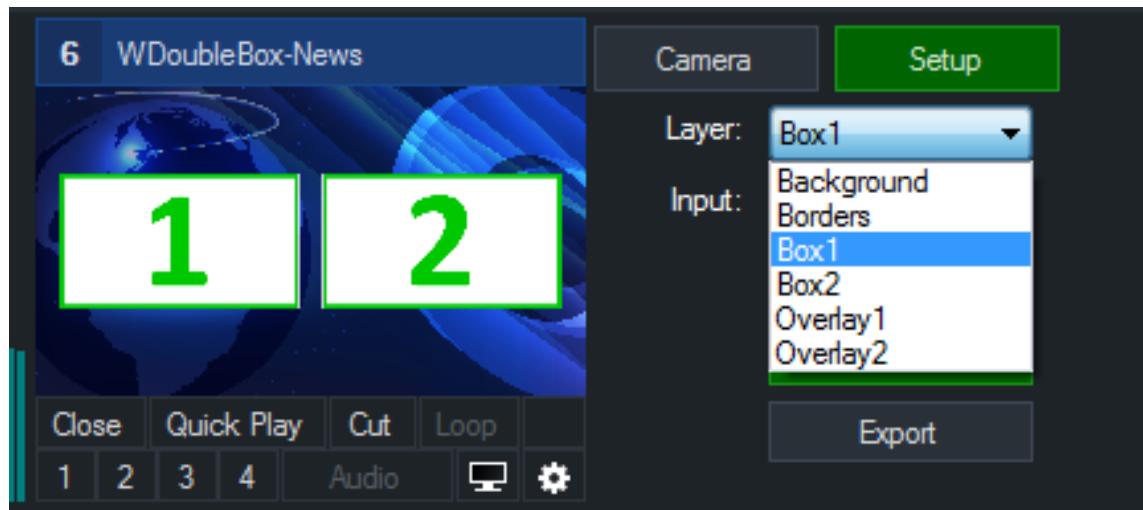 6 WDoubleBox-News
Camera Setup
Layer: Box1
Input:
Background
Borders
Box1
Box2
Overlay1
Overlay2
1 2
Close Quick Play Cut Loop
Export
1 2 3 4 Audio